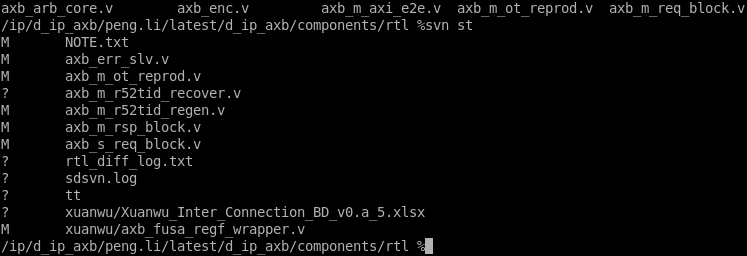 axb_arb_core.v        axb_enc.v         axb_m_axi_e2e.v  axb_m_ot_reprod.v  axb_m_req_block.v
/ip/d_ip_axb/peng.li/latest/d_ip_axb/components/rtl %svn st
M       NOTE.txt
M       axb_err_slv.v
M       axb_m_ot_reprod.v
?       axb_m_r52tid_recover.v
M       axb_m_r52tid_regen.v
M       axb_m_rsp_block.v
M       axb_s_req_block.v
?       rtl_diff_log.txt
?       sdsvn.log
?       tt
?       xuanwu/Xuanwu_Inter_Connection_BD_v0.a_5.xlsx
M       xuanwu/axb_fusa_regf_wrapper.v
/ip/d_ip_axb/peng.li/latest/d_ip_axb/components/rtl %